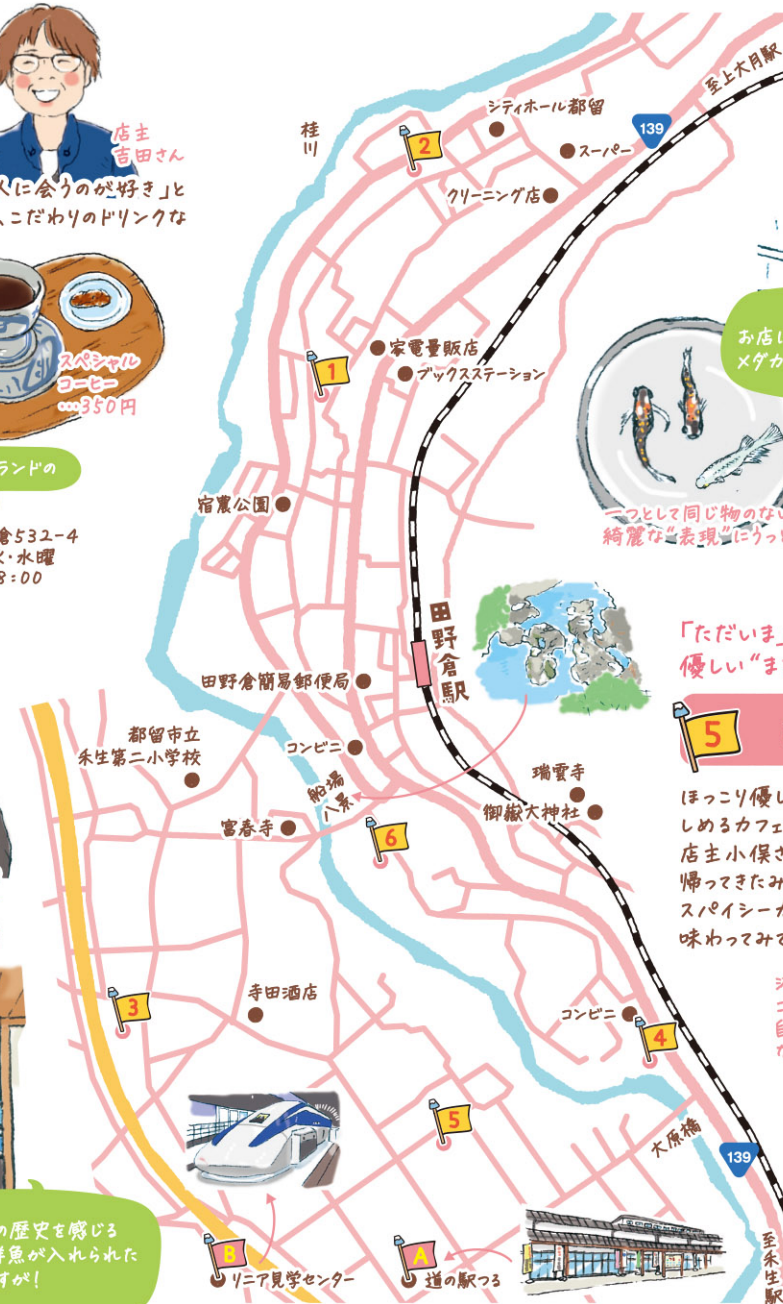 店主
吉田さん
人に会うのが好き」と
、こだわりのドリンクな
スペシャル
コーヒー
…350円
ランドの
倉532-4
水曜
8:00
桂川
2
シティホール都留
スーパー
クリーニング店
139
至上大月駅
1
家電量販店
ブックスステーション
宿農公園
お店に
メダカ
一つとして同じ物のない
綺麗な“表現”にうっ
田野倉駅
田野倉簡易郵便局
都留市立
禾生第二小学校
コンビニ
船場
八景
富春寺
瑞雲寺
御嶽大神社
6
「ただいま」
優しい“ま
5
ほっこり優し
しめるカフェ
店主小俣さ
帰ってきたみ
スパイシーカ
味わってみて
3
寺田酒店
コンビニ
4
5
大原橋
139
至禾生駅
の歴史を感じる
鮮魚が入れられた
すが!
B
リニア見学センター
A
道の駅つる